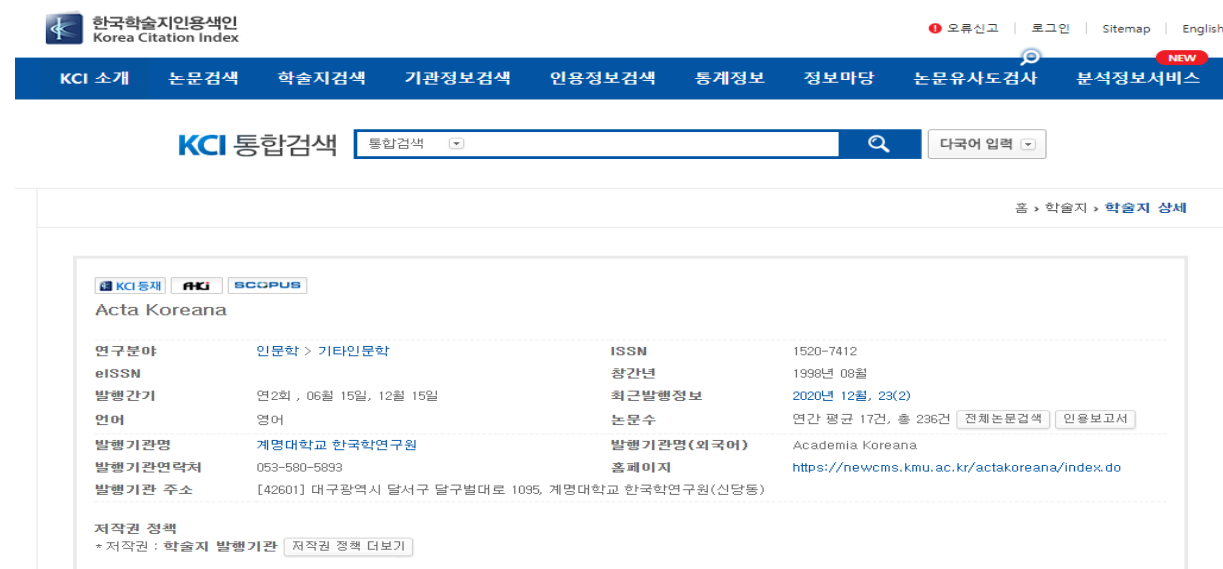 한국학술지인용색인
Korea Citation Index
오류신고 로그인 Sitemap English
NEW
KCI 소개 논문검색 학술지검색 기관정보검색 인용정보검색 통계정보 정보마당 논문유사도검사 분석정보서비스
KCI 통합검색 통합검색 다국어 입력
홈 › 학술지 › 학술지 상세
KCI 등재 AHCi SCOPUS
Acta Koreana
연구분야 인문학 > 기타인문학 ISSN 1520-7412
eISSN 창간년 1998년 08월
발행간기 연2회 , 06월 15일, 12월 15일 최근발행정보 2020년 12월, 23(2)
언어 영어 논문수 연간 평균 17건, 총 236건 전체논문검색 인용보고서
발행기관명 계명대학교 한국학연구원 발행기관명(외국어) Academia Koreana
발행기관연락처 053-580-5893 홈페이지 https://newcms.kmu.ac.kr/actakoreana/index.do
발행기관 주소 [42601] 대구광역시 달서구 달구벌대로 1095, 계명대학교 한국학연구원(신당동)
저작권 정책
* 저작권 : 학술지 발행기관 저작권 정책 더보기